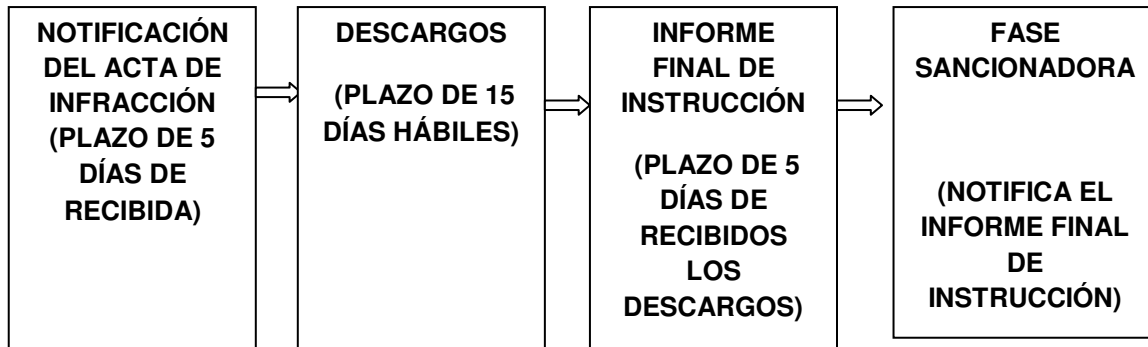 NOTIFICACIÓN
DEL ACTA DE
INFRACCIÓN
(PLAZO DE 5
DÍAS DE
RECIBIDA)
DESCARGOS
(PLAZO DE 15
DÍAS HÁBILES)
INFORME
FINAL DE
INSTRUCCIÓN
(PLAZO DE 5
DÍAS DE
RECIBIDOS
LOS
DESCARGOS)
FASE
SANCIONADORA
(NOTIFICA EL
INFORME FINAL
DE
INSTRUCCIÓN)